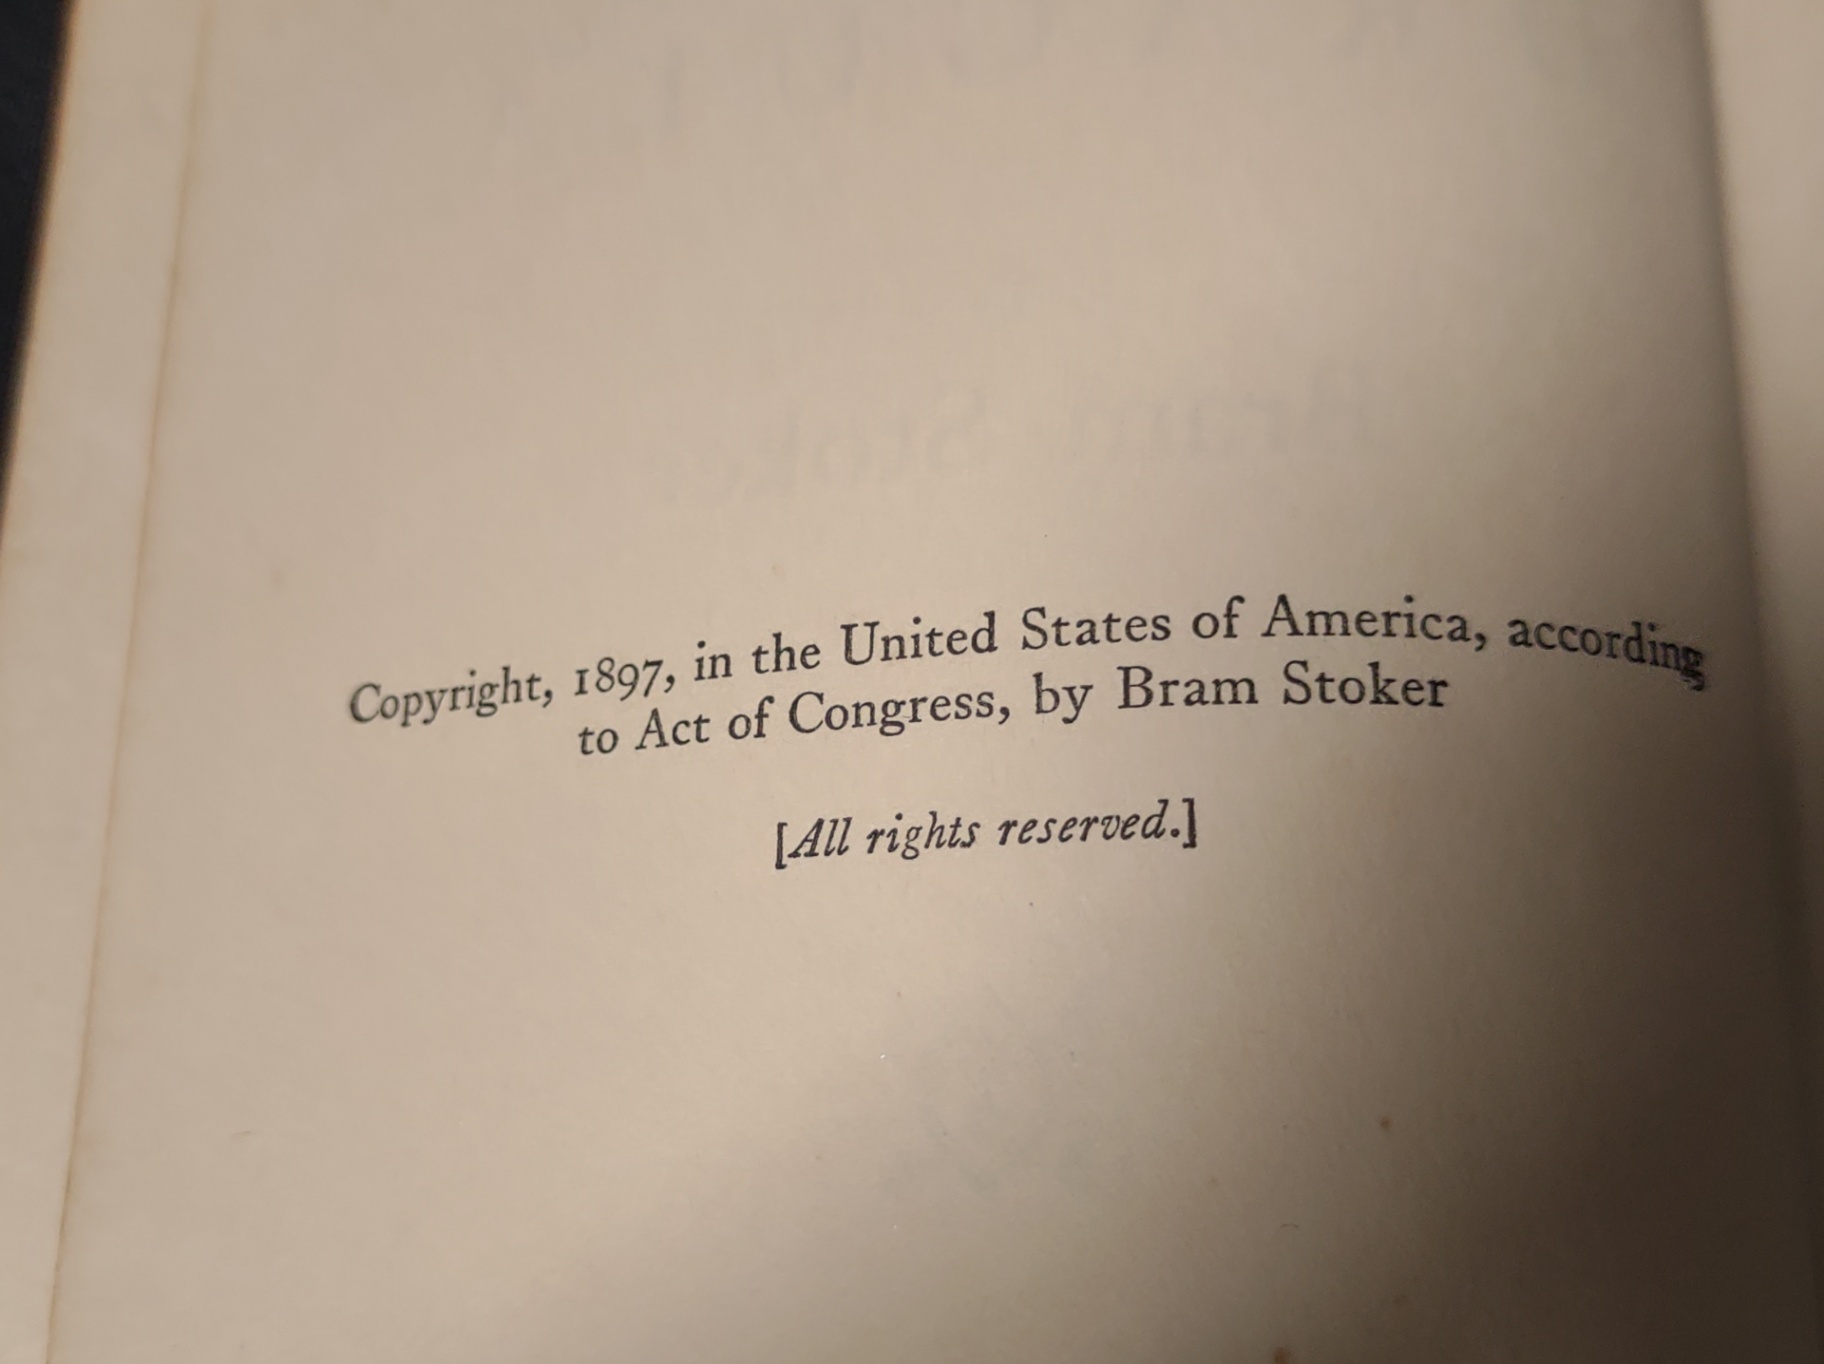 Copyright, 1897, in the United States of America, according
to Act of Congress, by Bram Stoker
[All rights reserved.]